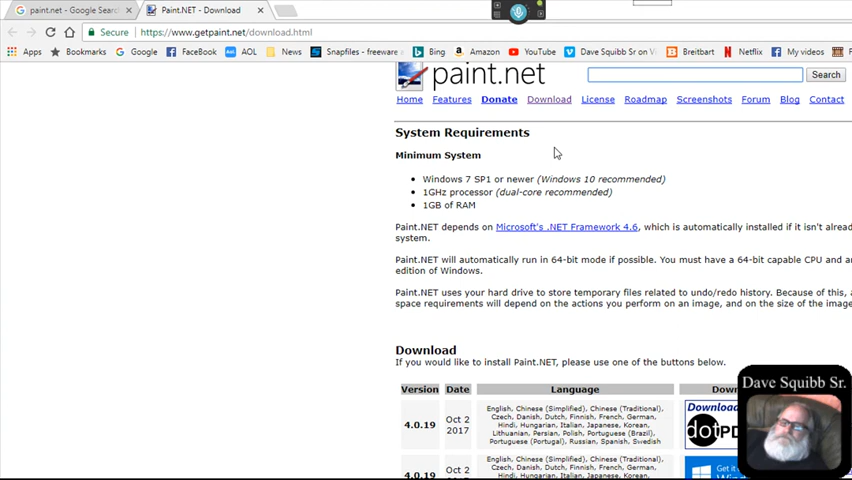 paint.net - Google Searc
Paint.NET - Download
Secure
https://www.getpaint.net/download.html
Apps
Bookmarks
Google
FaceBook
AOL
News
Snapfiles - freeware
Bing
Amazon
YouTube
Dave Squibb Sr on
Breitbart
Netflix
My videos
paint.net
Search
Home Features Donate Download License Roadmap Screenshots Forum Blog Contact
System Requirements
Minimum System
Windows 7 SP1 or newer (Windows 10 recommended)
1GHz processor (dual-core recommended)
1GB of RAM
Paint.NET depends on Microsoft's .NET Framework 4.6, which is automatically installed if it isn't
system.
Paint.NET will automatically run in 64-bit mode if possible. You must have a 64-bit capable CPU and
edition of Windows.
Paint.NET uses your hard drive to store temporary files related to undo/redo history. Because of this,
space requirements will depend on the actions you perform on an image, and on the size of the
Download
If you would like to install Paint.NET, please use one of the buttons below.
Version Date Language Dow
4.0.19
Oct 2
2017
English, Chinese (Simplified), Chinese (Traditional),
Czech, Danish, Dutch, Finnish, French, German,
Hindi, Hungarian, Italian, Japanese, Korean,
Lithuanian, Persian, Polish, Portuguese (Brazil),
Portuguese (Portugal), Russian, Spanish, Swedish
Download
dotPD
Dave Squibb Sr.
4.0.19
Oct 2
English, Chinese (Simplified), Chinese (Traditional),
Czech, Danish, Dutch, Finnish, French, German,
Hindi, Hungarian, Italian, Japanese, Korean,
Get it